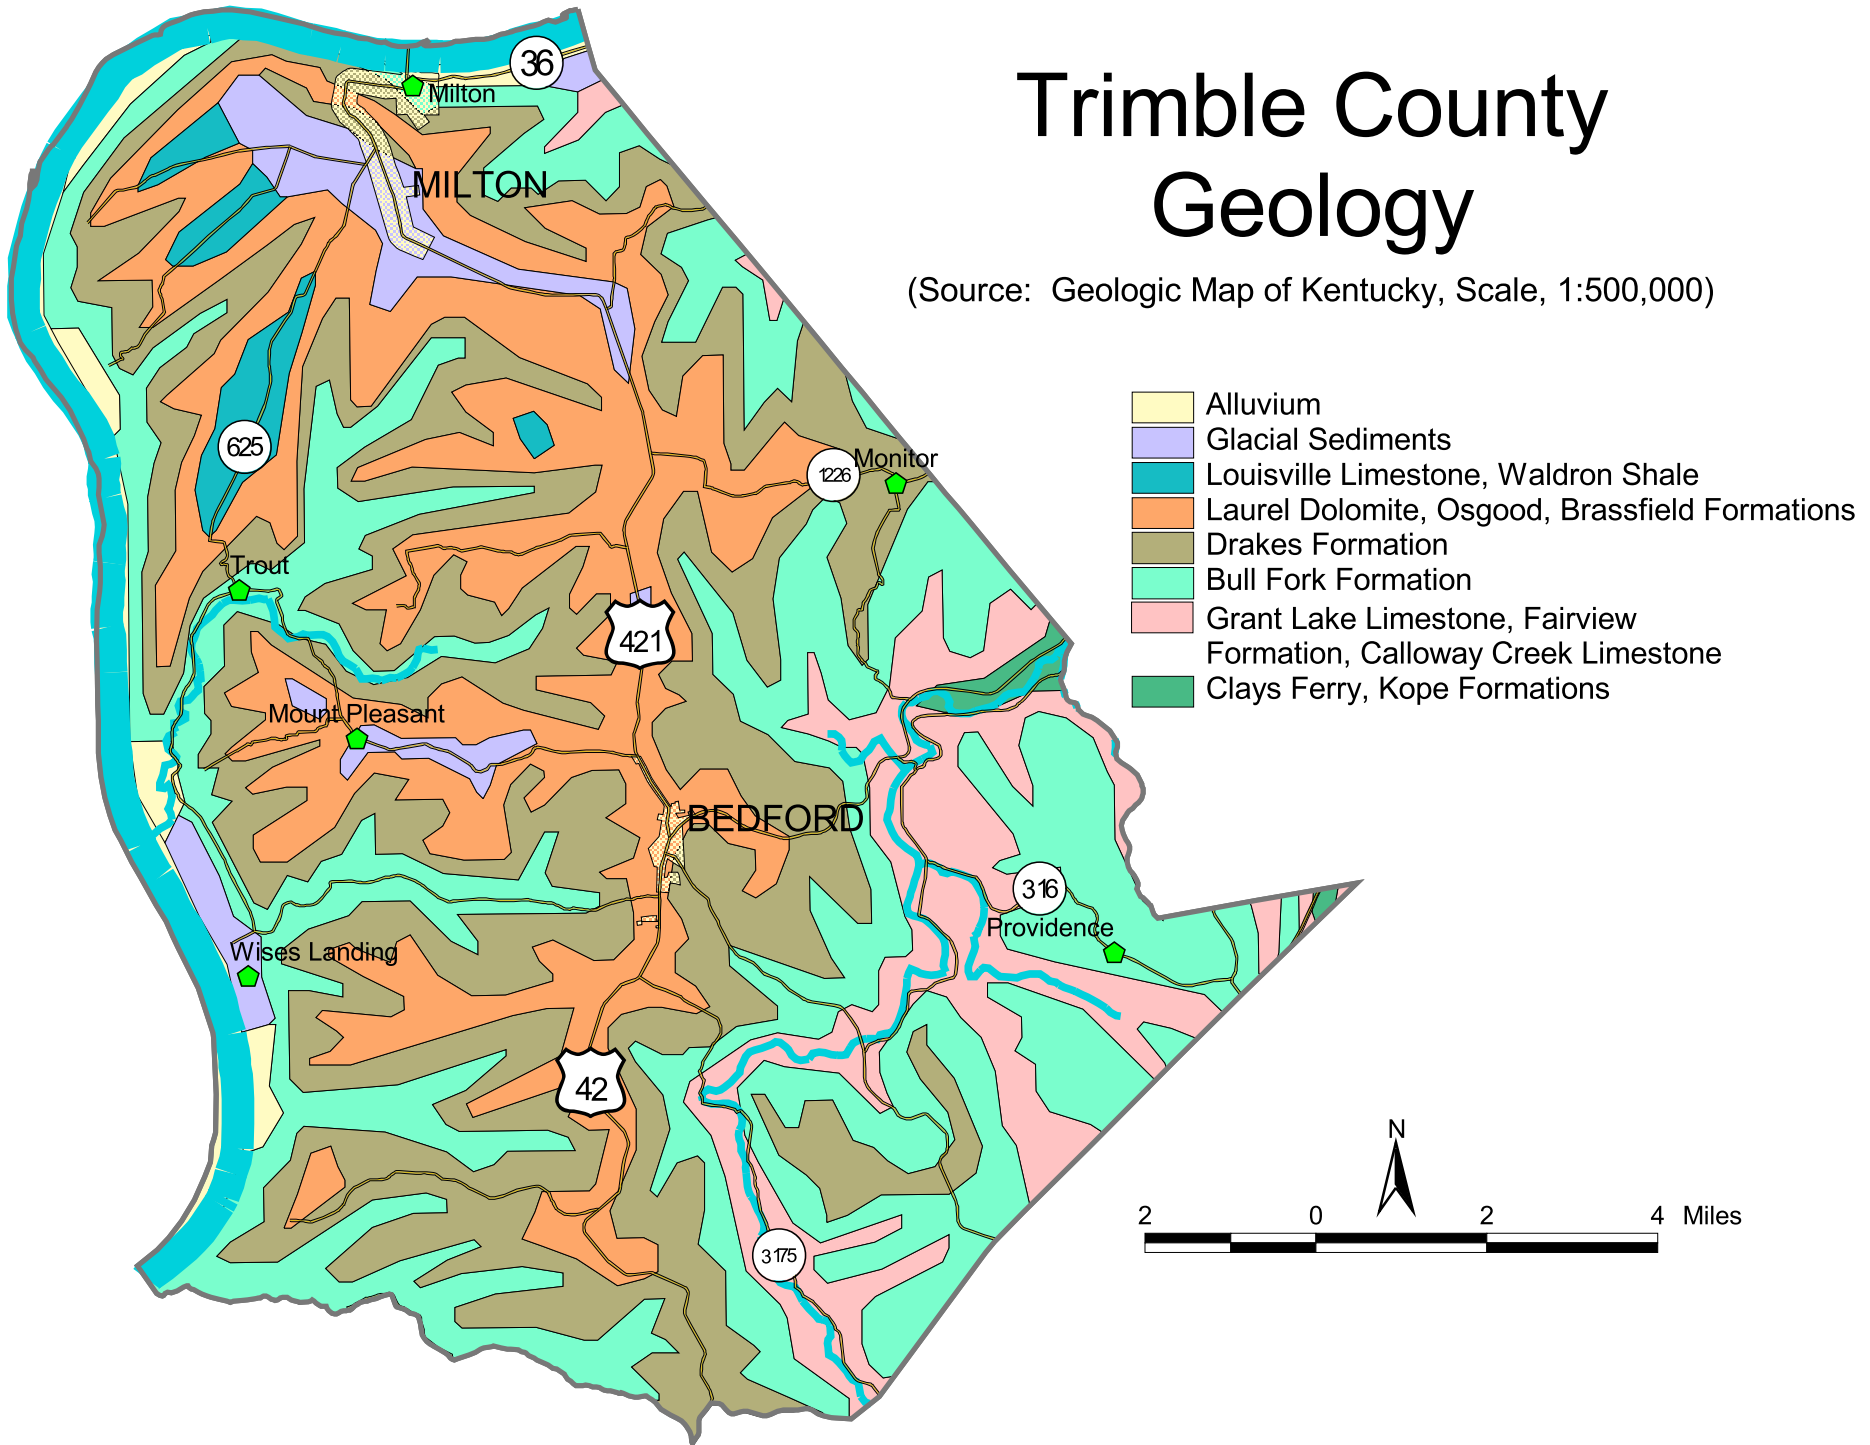 Trimble County
Geology
(Source:  Geologic Map of Kentucky, Scale, 1:500,000)
36
Milton
MILTON
625
Monitor
1226
Trout
421
Mount Pleasant
BEDFORD
316
Providence
Wises Landing
42
3175
Alluvium
Glacial Sediments
Louisville Limestone, Waldron Shale
Laurel Dolomite, Osgood, Brassfield Formations
Drakes Formation
Bull Fork Formation
Grant Lake Limestone, Fairview
Formation, Calloway Creek Limestone
Clays Ferry, Kope Formations
N
2 0 2 4 Miles